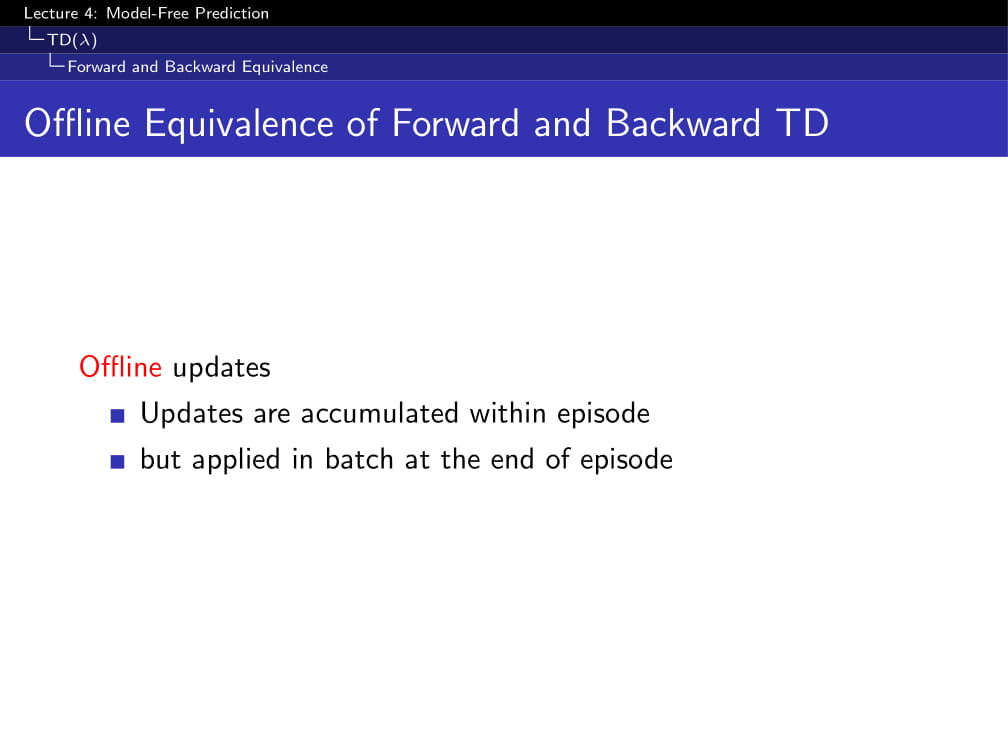 Lecture 4: Model-Free Prediction
TD(λ)
Forward and Backward Equivalence
Offline Equivalence of Forward and Backward TD
Offline updates
Updates are accumulated within episode
but applied in batch at the end of episode